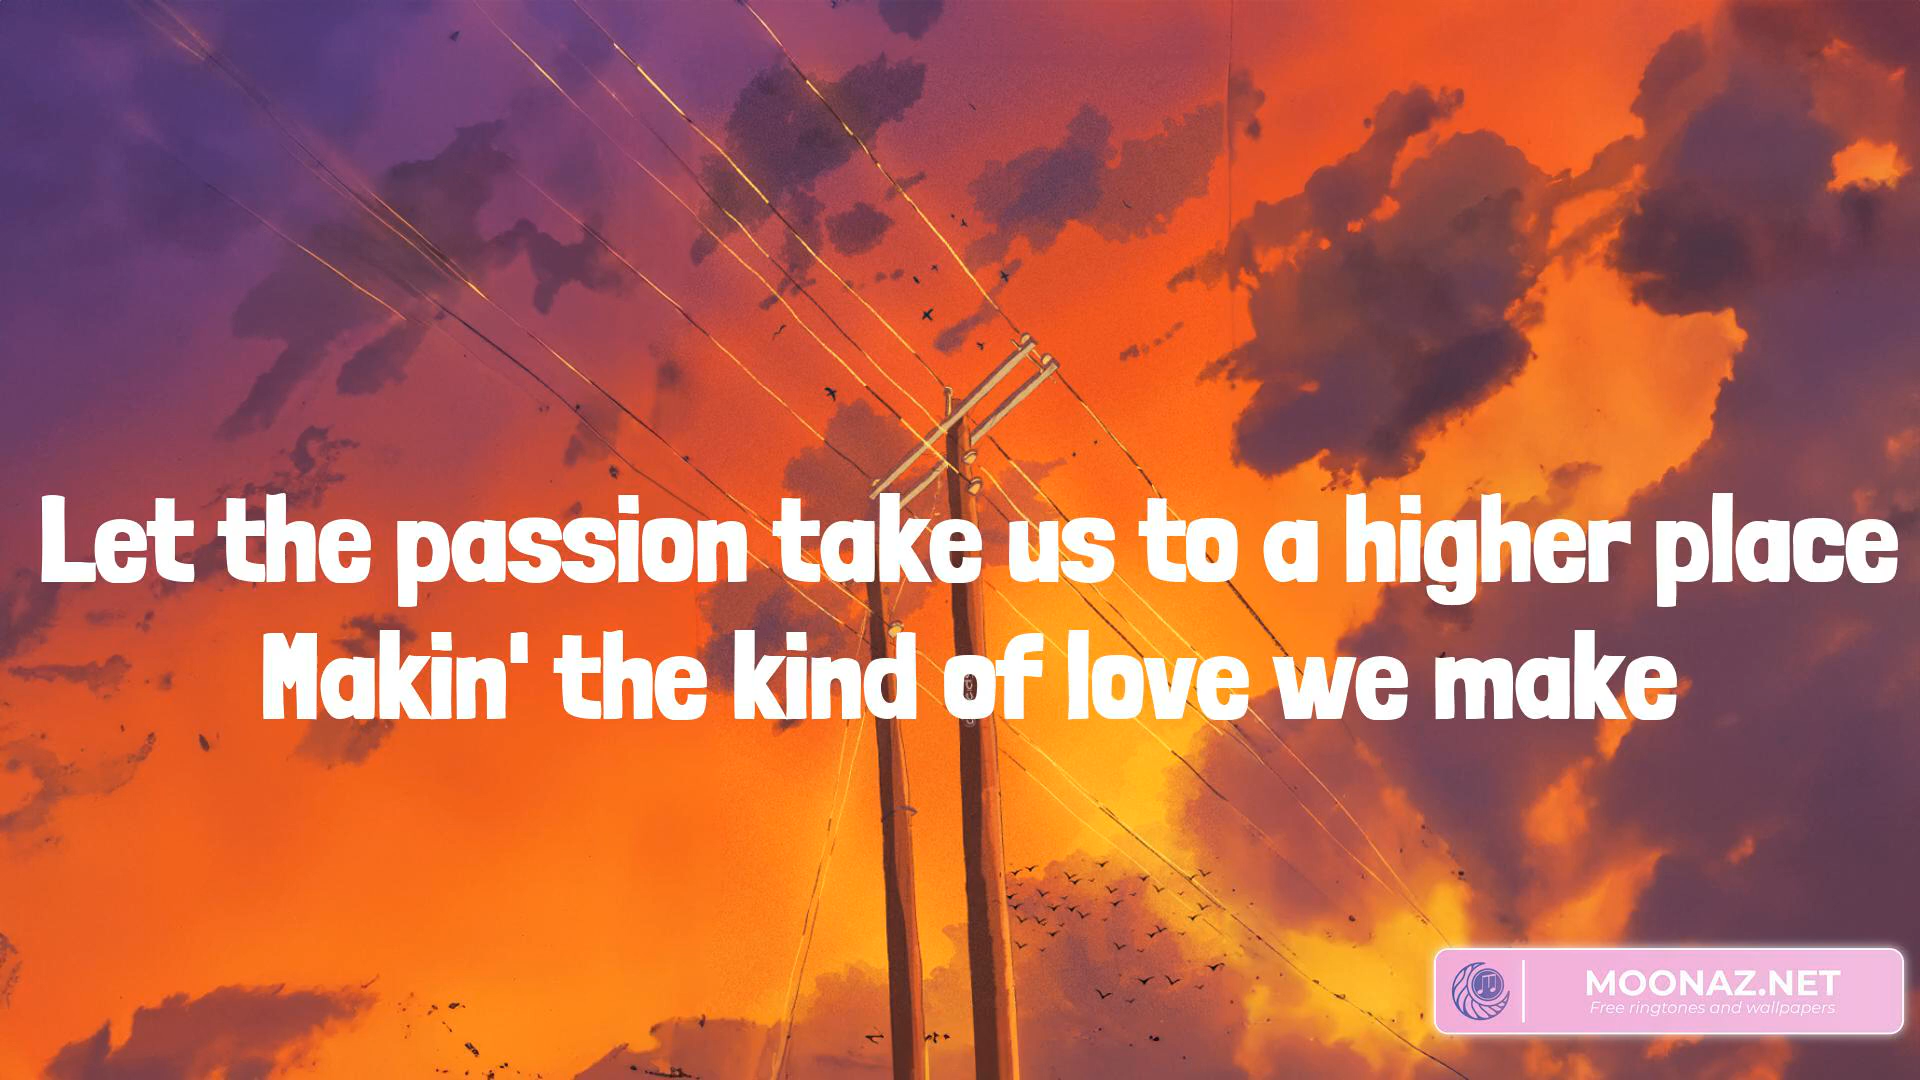 Let the passion take us to a higher place
Makin' the kind of love we make
MOONAZ.NET
Free ringtones and wallpapers